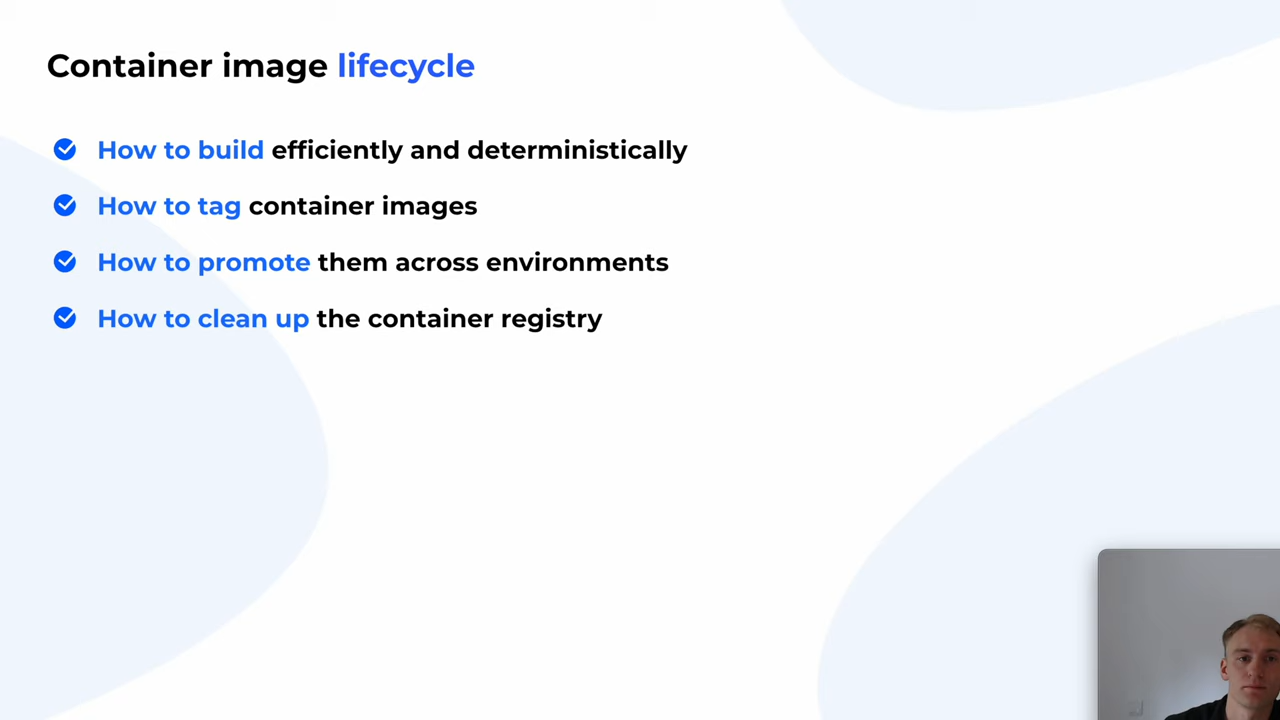 Container image lifecycle
How to build efficiently and deterministically
How to tag container images
How to promote them across environments
How to clean up the container registry